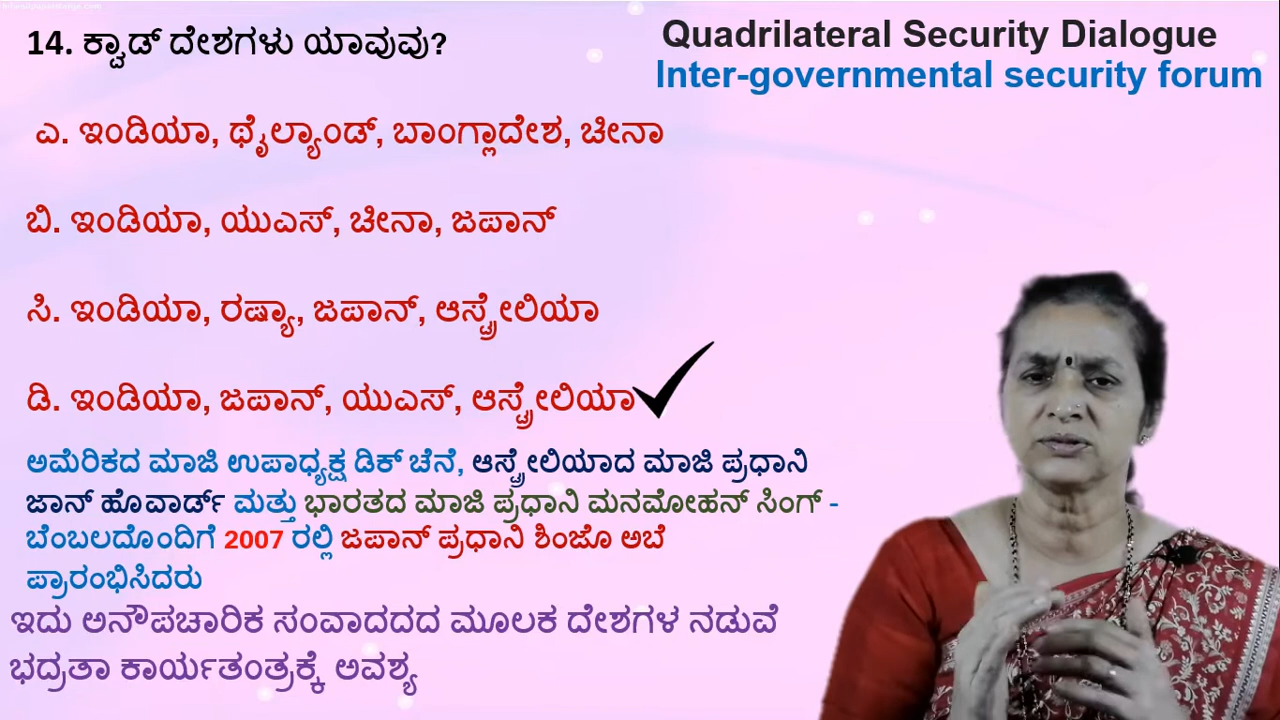 14. ಕ್ವಾಡ್ ದೇಶಗಳು ಯಾವುವು?
Quadrilateral Security Dialogue
Inter-governmental security forum
ಎ. ಇಂಡಿಯಾ, ಥೈಲ್ಯಾಂಡ್, ಬಾಂಗ್ಲಾದೇಶ, ಚೀನಾ
ಬಿ. ಇಂಡಿಯಾ, ಯುಎಸ್, ಚೀನಾ, ಜಪಾನ್
ಸಿ. ಇಂಡಿಯಾ, ರಷ್ಯಾ, ಜಪಾನ್, ಆಸ್ಟ್ರೇಲಿಯಾ
ಡಿ. ಇಂಡಿಯಾ, ಜಪಾನ್, ಯುಎಸ್, ಆಸ್ಟ್ರೇಲಿಯಾ
ಅಮೆರಿಕದ ಮಾಜಿ ಉಪಾಧ್ಯಕ್ಷ ಡಿಕ್ ಚೆನೆ, ಆಸ್ಟ್ರೇಲಿಯಾದ ಮಾಜಿ ಪ್ರಧಾನಿ
ಜಾನ್ ಹೊವಾರ್ಡ್ ಮತ್ತು ಭಾರತದ ಮಾಜಿ ಪ್ರಧಾನಿ ಮನಮೋಹನ್ ಸಿಂಗ್ -
ಬೆಂಬಲದೊಂದಿಗೆ 2007 ರಲ್ಲಿ ಜಪಾನ್ ಪ್ರಧಾನಿ ಶಿಂಜೊ ಅಬೆ
ಪ್ರಾರಂಭಿಸಿದರು
ಇದು ಅನೌಪಚಾರಿಕ ಸಂವಾದದದ ಮೂಲಕ ದೇಶಗಳ ನಡುವೆ
ಭದ್ರತಾ ಕಾರ್ಯತಂತ್ರಕ್ಕೆ ಅವಶ್ಯ